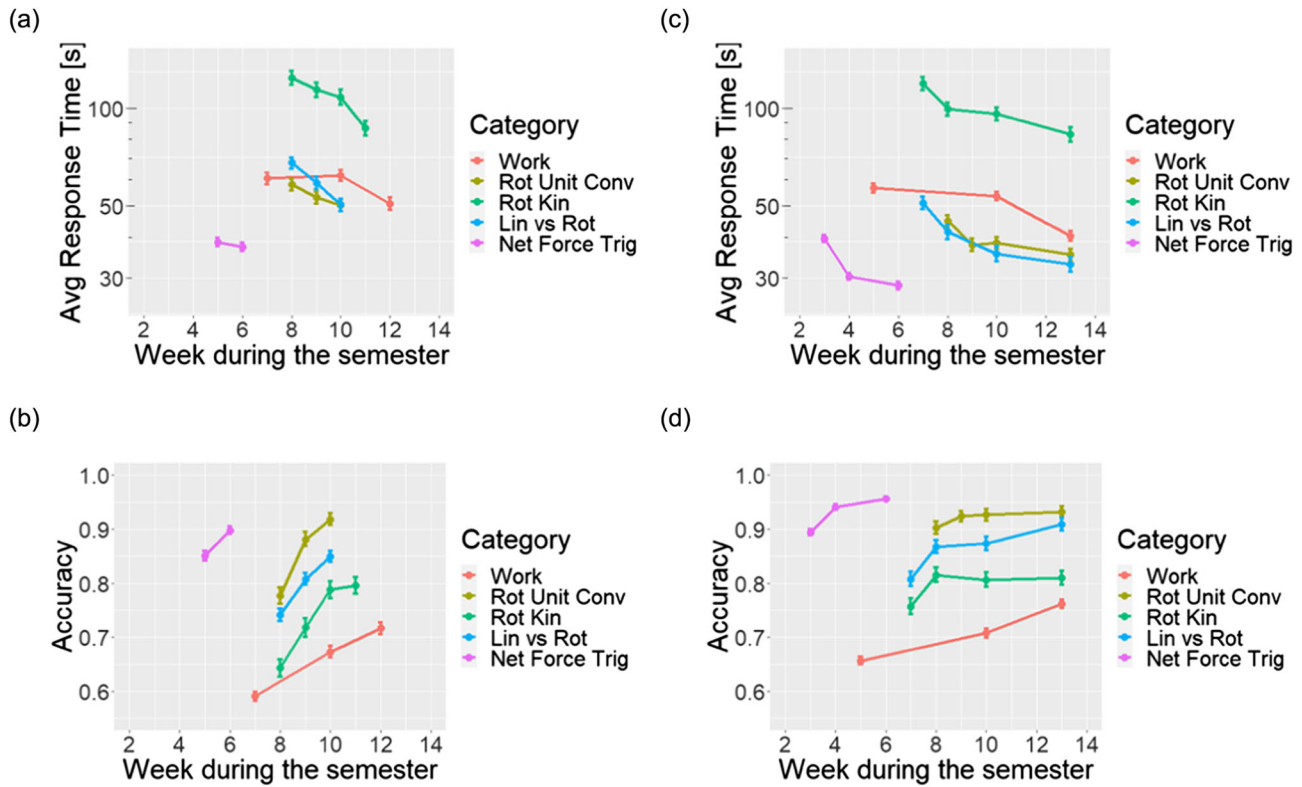 (a)
Avg Response Time [s]
100
50
30
2 4 6 8 10 12 14
Week during the semester
Category
Work
Rot Unit Conv
Rot Kin
Lin vs Rot
Net Force Trig
(c)
Avg Response Time [s]
100
50
30
2 4 6 8 10 12 14
Week during the semester
Category
Work
Rot Unit Conv
Rot Kin
Lin vs Rot
Net Force Trig
(b)
Accuracy
1.0
0.9
0.8
0.7
0.6
2 4 6 8 10 12 14
Week during the semester
Category
Work
Rot Unit Conv
Rot Kin
Lin vs Rot
Net Force Trig
(d)
Accuracy
1.0
0.9
0.8
0.7
0.6
2 4 6 8 10 12 14
Week during the semester
Category
Work
Rot Unit Conv
Rot Kin
Lin vs Rot
Net Force Trig